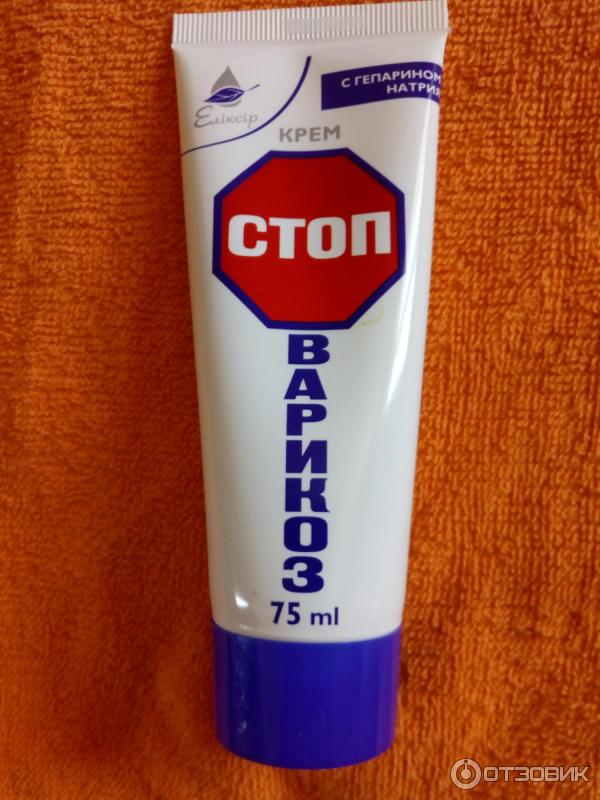 Еліксір
С ГЕПАРИНОМ
НАТРИЯ
КРЕМ
СТОП
ВАРИКОЗ
75 ml
ОТЗОВИК